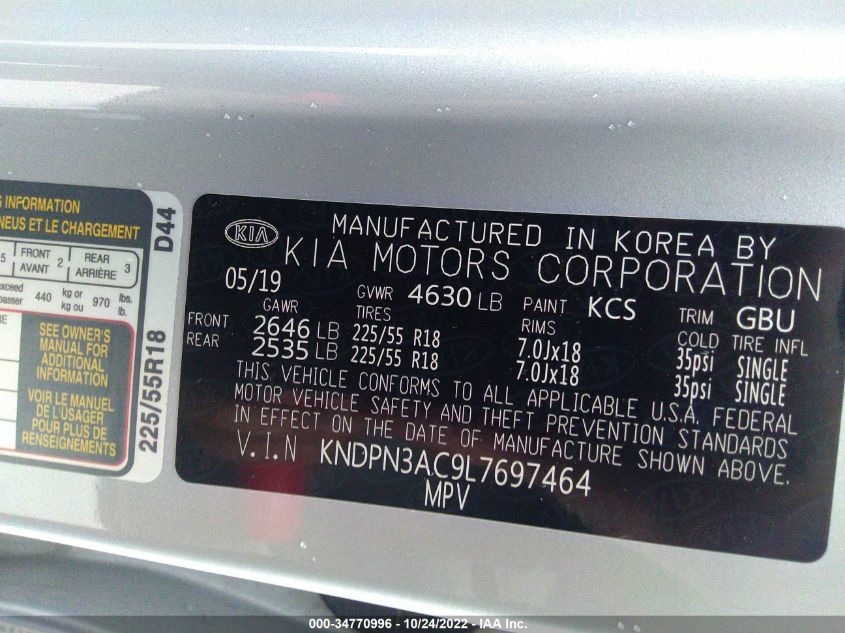 G INFORMATION
NEUS ET LE CHARGEMENT
5 FRONT AVANT 2 REAR ARRIÈRE 3
exceed
passer 440 kg or kg ou 970 lbs. lb.
SEE OWNER'S
MANUAL FOR
ADDITIONAL
INFORMATION
VOIR LE MANUEL
DE L'USAGER
POUR PLUS DE
RENSEIGNEMENTS
225/55R18 D44
KIA
MANUFACTURED IN KOREA BY
KIA MOTORS CORPORATION
05/19 GVWR 4630 LB PAINT KCS TRIM GBU
GAWR TIRES RIMS COLD TIRE INFL
FRONT 2646 LB 225/55 R18 7.0Jx18 35psi SINGLE
REAR 2535 LB 225/55 R18 7.0Jx18 35psi SINGLE
THIS VEHICLE CONFORMS TO ALL APPLICABLE U.S.A. FEDERAL
MOTOR VEHICLE SAFETY AND THEFT PREVENTION STANDARDS
IN EFFECT ON THE DATE OF MANUFACTURE SHOWN ABOVE.
V.I.N KNDPN3AC9L7697464
MPV
000-34770996 - 10/24/2022 - IAA Inc.